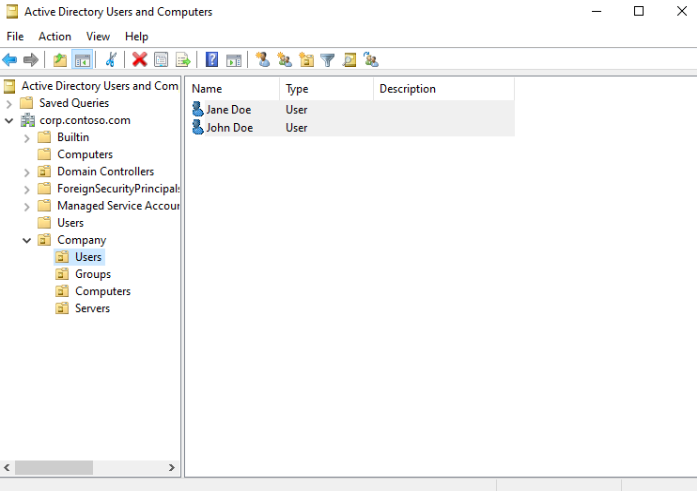 Active Directory Users and Computers
File Action View Help
Active Directory Users and Com
Saved Queries
corp.contoso.com
Builtin
Computers
Domain Controllers
ForeignSecurityPrincipals
Managed Service Accoun
Users
Company
Users
Groups
Computers
Servers
Name Type Description
Jane Doe User
John Doe User